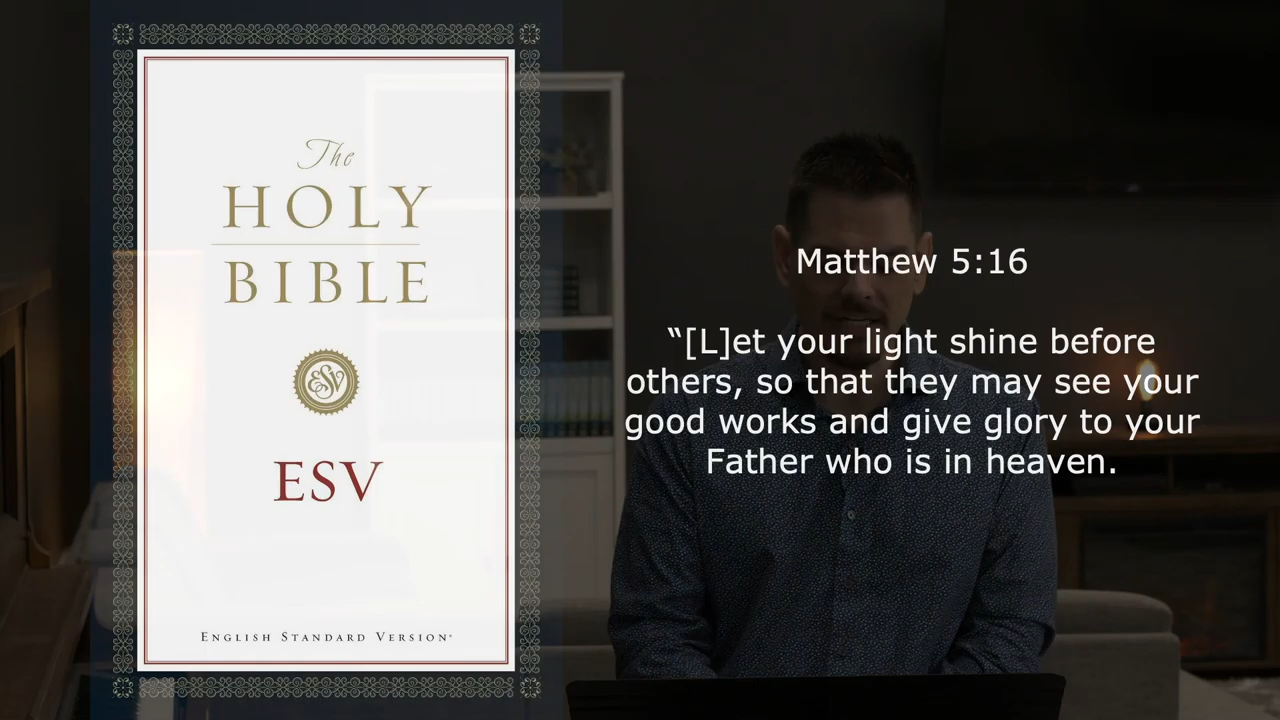 The
HOLY
BIBLE
ESV
ESV
ENGLISH STANDARD VERSION®
Matthew 5:16
“[L]et your light shine before
others, so that they may see your
good works and give glory to your
Father who is in heaven.